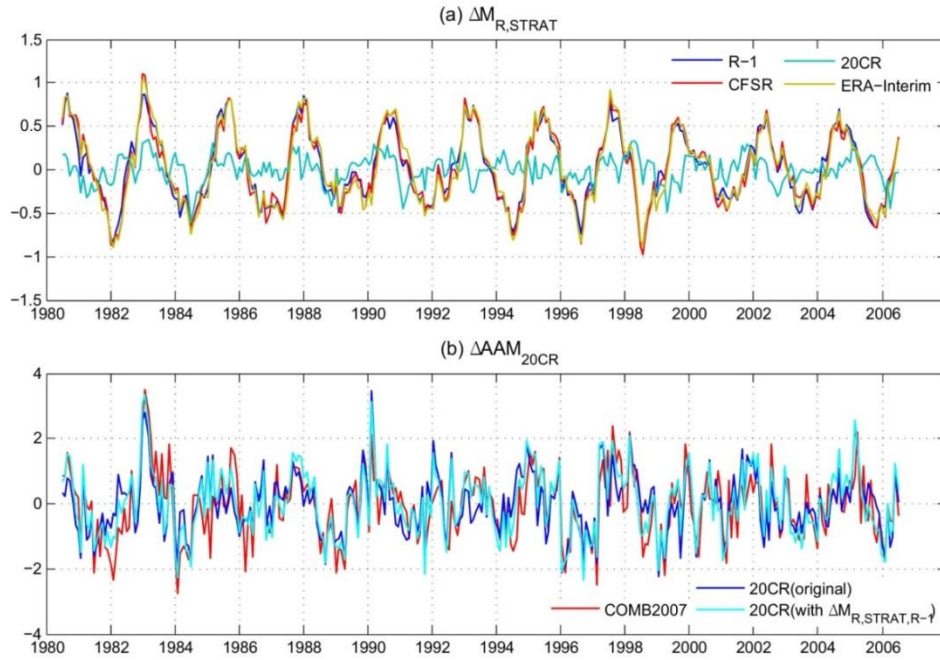 (a) ΔM_R,STRAT
1.5
1
0.5
0
−0.5
−1
−1.5
R−1
20CR
CFSR
ERA−Interim
1980 1982 1984 1986 1988 1990 1992 1994 1996 1998 2000 2002 2004 2006
(b) ΔAAM_20CR
4
2
0
−2
−4
20CR(original)
COMB2007
20CR(with ΔM_R,STRAT,R−1)
1980 1982 1984 1986 1988 1990 1992 1994 1996 1998 2000 2002 2004 2006